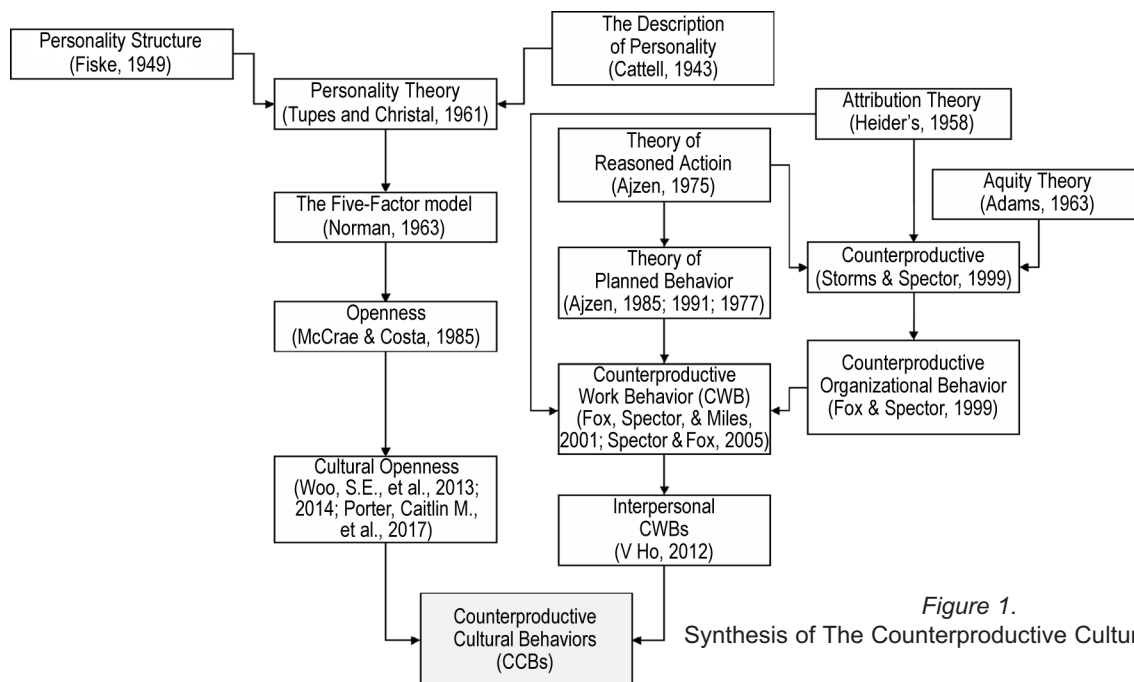 Personality Structure
(Fiske, 1949)
The Description
of Personality
(Cattell, 1943)
Personality Theory
(Tupes and Christal, 1961)
Attribution Theory
(Heider’s, 1958)
Theory of
Reasoned Actioin
(Ajzen, 1975)
Aquity Theory
(Adams, 1963)
The Five-Factor model
(Norman, 1963)
Theory of
Planned Behavior
(Ajzen, 1985; 1991; 1977)
Counterproductive
(Storms & Spector, 1999)
Openness
(McCrae & Costa, 1985)
Counterproductive
Organizational Behavior
(Fox & Spector, 1999)
Counterproductive
Work Behavior (CWB)
(Fox, Spector, & Miles,
2001; Spector & Fox, 2005)
Cultural Openness
(Woo, S.E., et al., 2013;
2014; Porter, Caitlin M.,
et al., 2017)
Interpersonal
CWBs
(V Ho, 2012)
Counterproductive
Cultural Behaviors
(CCBs)
Figure 1.
Synthesis of The Counterproductive Cultur